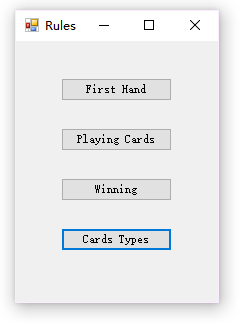 Rules
First Hand
Playing Cards
Winning
Cards Types